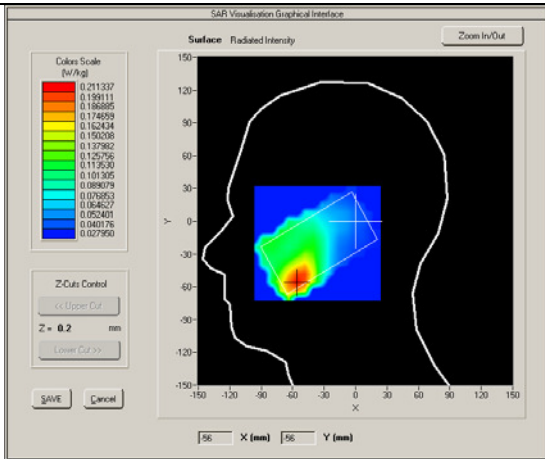 SAR Visualisation Graphical Interface
Surface Radiated Intensity
Zoom In/Out
Colors Scale
(W/kg)
0.211337
0.199111
0.186885
0.174659
0.162434
0.150208
0.137982
0.125756
0.113530
0.101305
0.089079
0.076853
0.064627
0.052401
0.040176
0.027950
Z-Cuts Control
<< Upper Cut
Z = 0.2 mm
Lower Cut >>
SAVE Cancel
150-
120-
90-
60-
30-
0-
-30-
-60-
-90-
-120-
-150-
Y
-150 -120 -90 -60 -30 0 30 60 90 120 150
X
-56 X (mm) -56 Y (mm)